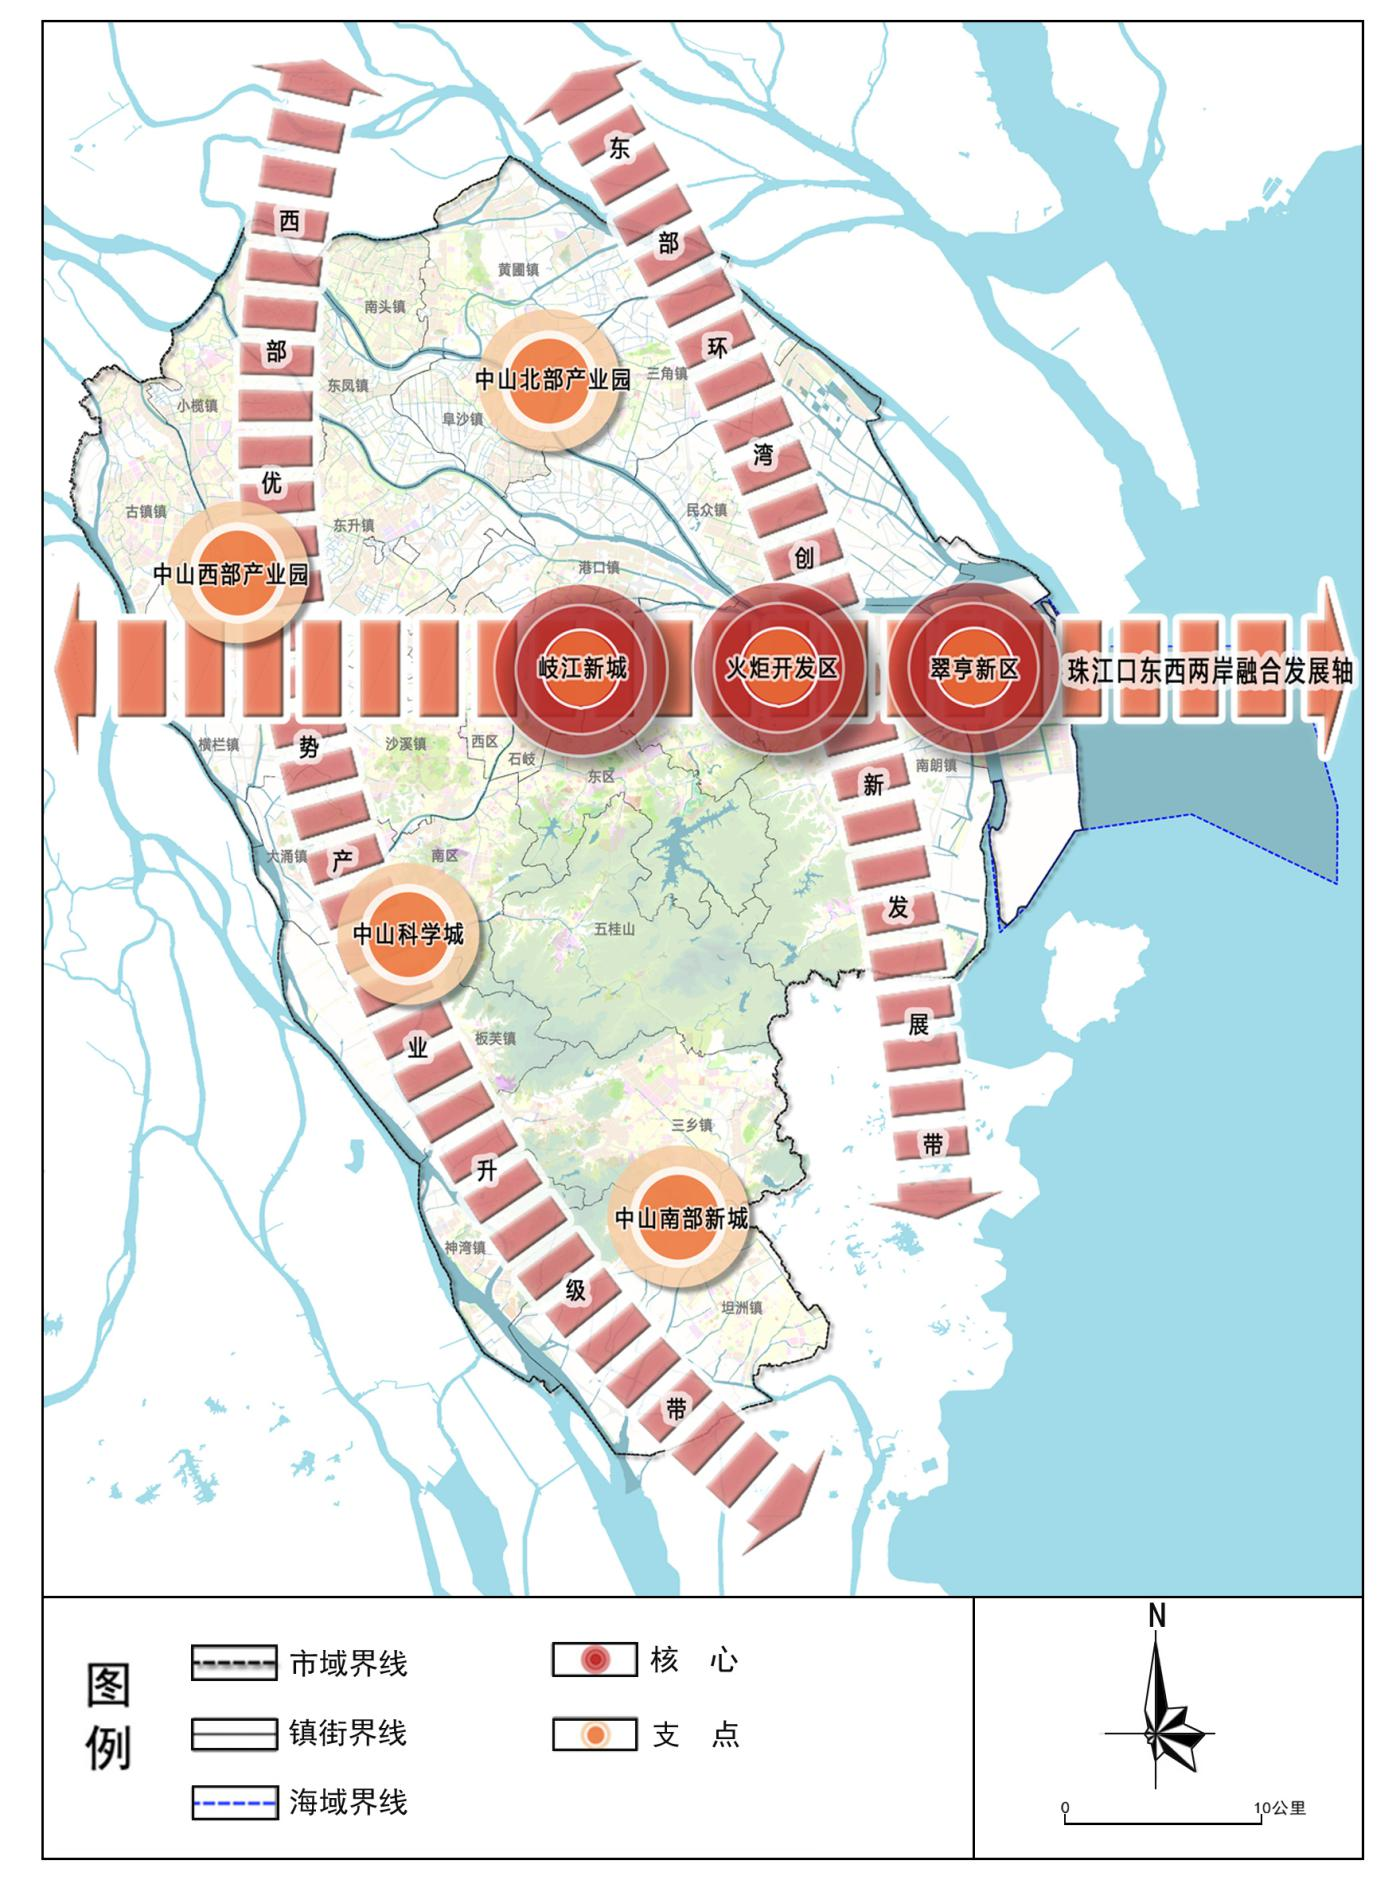 西部优势产业升级带
东部环湾创新发展带
珠江口东西两岸融合发展轴
黄圃镇
南头镇
中山北部产业园
三角镇
东凤镇
小榄镇
阜沙镇
古镇镇
民众镇
东升镇
港口镇
中山西部产业园
岐江新城
火炬开发区
翠亨新区
横栏镇
沙溪镇
西区
石岐
东区
南朗镇
大涌镇
南区
中山科学城
五桂山
板芙镇
三乡镇
中山南部新城
神湾镇
坦洲镇
图例
市域界线
镇街界线
海域界线
核 心
支 点
N
0 10公里